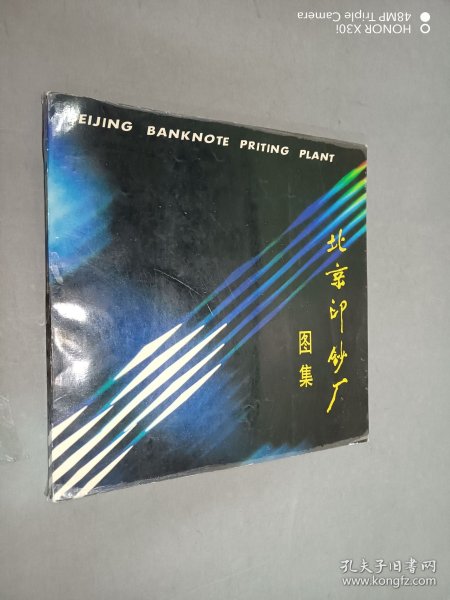 HONOR X30i
48MP Triple Camera
BEIJING BANKNOTE PRITING PLANT
北京印钞厂
图集
孔夫子旧书网
www.kongfz.com